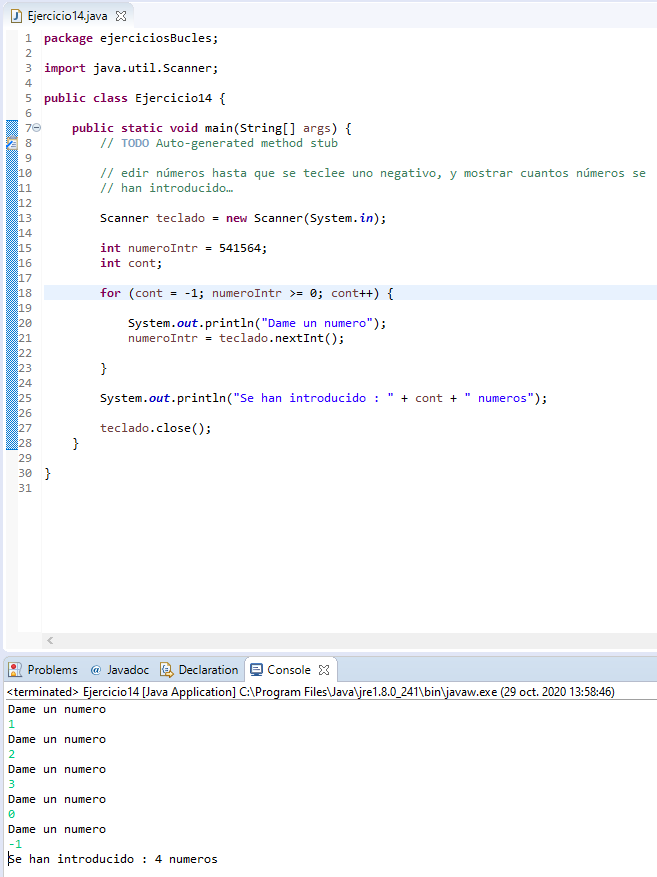 Ejercicio14.java
1 package ejerciciosBucles;
2
3 import java.util.Scanner;
4
5 public class Ejercicio14 {
6
7 public static void main(String[] args) {
8 // TODO Auto-generated method stub
9
10 // edir números hasta que se teclee uno negativo, y mostrar cuantos números se
11 // han introducido…
12
13 Scanner teclado = new Scanner(System.in);
14
15 int numeroIntr = 541564;
16 int cont;
17
18 for (cont = -1; numeroIntr >= 0; cont++) {
19
20 System.out.println("Dame un numero");
21 numeroIntr = teclado.nextInt();
22
23 }
24
25 System.out.println("Se han introducido : " + cont + " numeros");
26
27 teclado.close();
28 }
29
30 }
31
Problems @ Javadoc Declaration Console
<terminated> Ejercicio14 [Java Application] C:\Program Files\Java\jre1.8.0_241\bin\javaw.exe (29 oct. 2020 13:58:46)
Dame un numero
1
Dame un numero
2
Dame un numero
3
Dame un numero
0
Dame un numero
-1
Se han introducido : 4 numeros